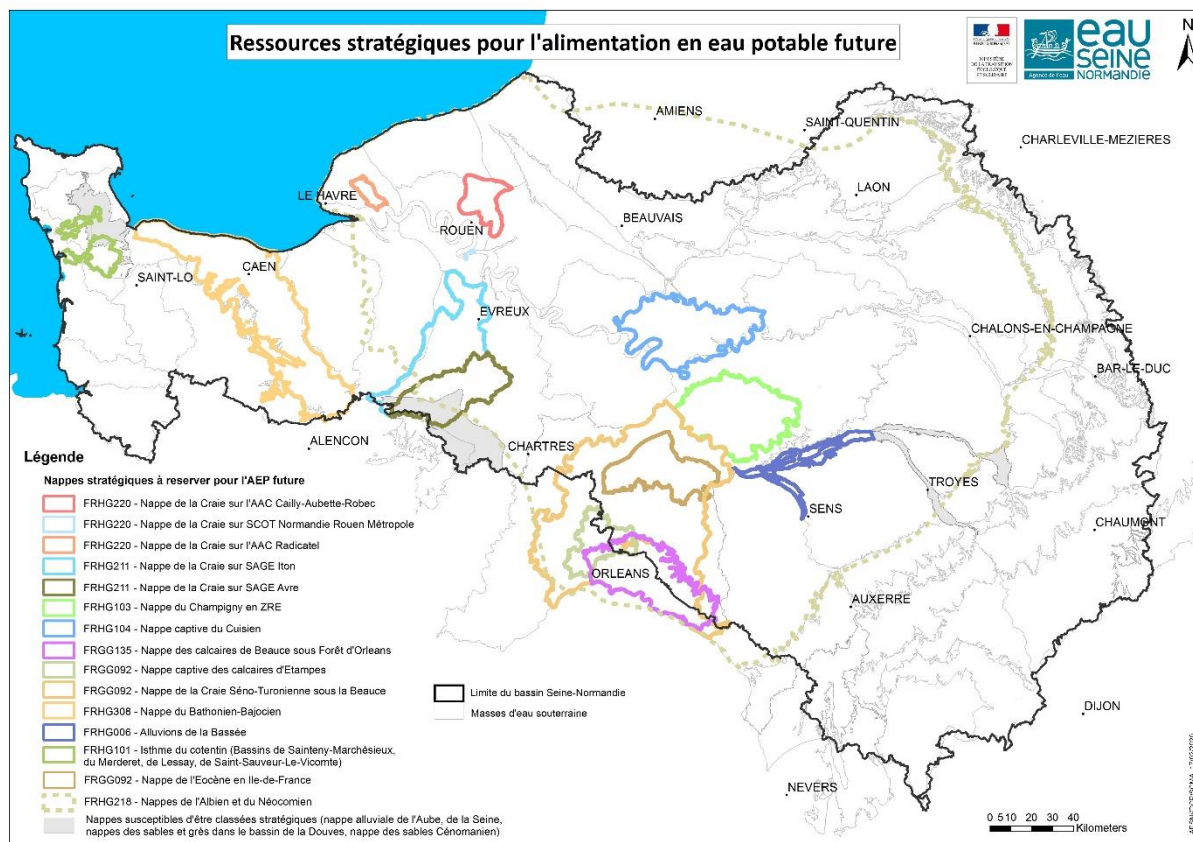 Ressources stratégiques pour l'alimentation en eau potable future
MINISTÈRE
DE LA TRANSITION
ÉCOLOGIQUE
ET SOLIDAIRE
eau
SEINE
NORMANDIE
Agence de l'eau
N
AMIENS
SAINT-QUENTIN
CHARLEVILLE-MEZIERES
LAON
LE HAVRE
ROUEN
BEAUVAIS
SAINT-LO
CAEN
EVREUX
CHALONS-EN-CHAMPAGNE
BAR-LE-DUC
ALENCON
CHARTRES
TROYES
SENS
CHAUMONT
ORLEANS
AUXERRE
DIJON
NEVERS
Légende
Nappes stratégiques à reserver pour l'AEP future
FRHG220 - Nappe de la Craie sur l'AAC Cailly-Aubette-Robec
FRHG220 - Nappe de la Craie sur SCOT Normandie Rouen Métropole
FRHG220 - Nappe de la Craie sur l'AAC Radicatel
FRHG211 - Nappe de la Craie sur SAGE Iton
FRHG211 - Nappe de la Craie sur SAGE Avre
FRHG103 - Nappe du Champigny en ZRE
FRHG104 - Nappe captive du Cuisien
FRGG135 - Nappe des calcaires de Beauce sous Forêt d'Orleans
FRGG092 - Nappe captive des calcaires d'Etampes
FRGG092 - Nappe de la Craie Séno-Turonienne sous la Beauce
FRHG308 - Nappe du Bathonien-Bajocien
FRHG006 - Alluvions de la Bassée
FRHG101 - Isthme du cotentin (Bassins de Sainteny-Marchésieux,
du Merderet, de Lessay, de Saint-Sauveur-Le-Vicomte)
FRGG092 - Nappe de l'Eocène en Ile-de-France
FRHG218 - Nappes de l'Albien et du Néocomien
Nappes susceptibles d'être classées stratégiques (nappe alluviale de l'Aube, de la Seine,
nappes des sables et grès dans le bassin de la Douves, nappe des sables Cénomanien)
Limite du bassin Seine-Normandie
Masses d'eau souterraine
0 5 10 20 30 40
Kilometers